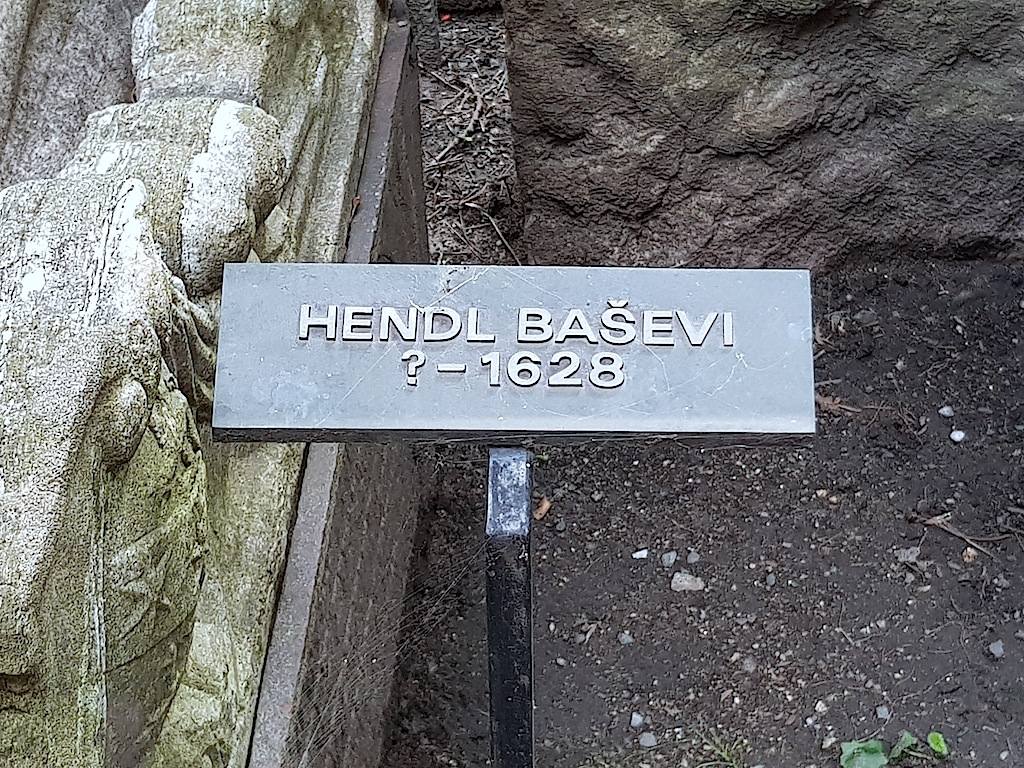 HENDL BAŠEVI
? – 1628